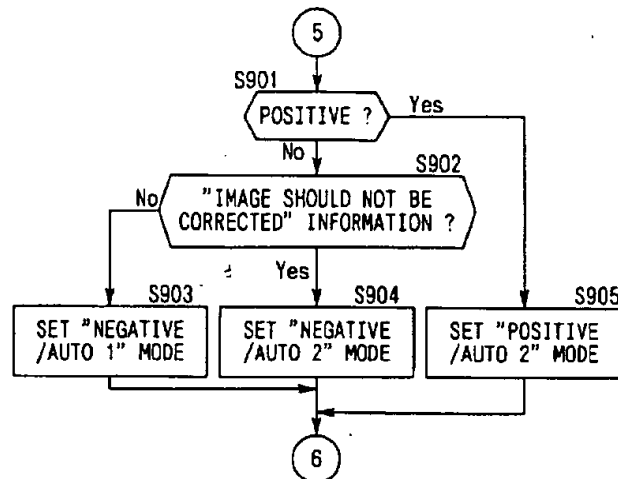 5
S901
POSITIVE ?
Yes
No
S902
No
"IMAGE SHOULD NOT BE
CORRECTED" INFORMATION ?
Yes
S903
S904
S905
SET "NEGATIVE
/AUTO 1" MODE
SET "NEGATIVE
/AUTO 2" MODE
SET "POSITIVE
/AUTO 2" MODE
6